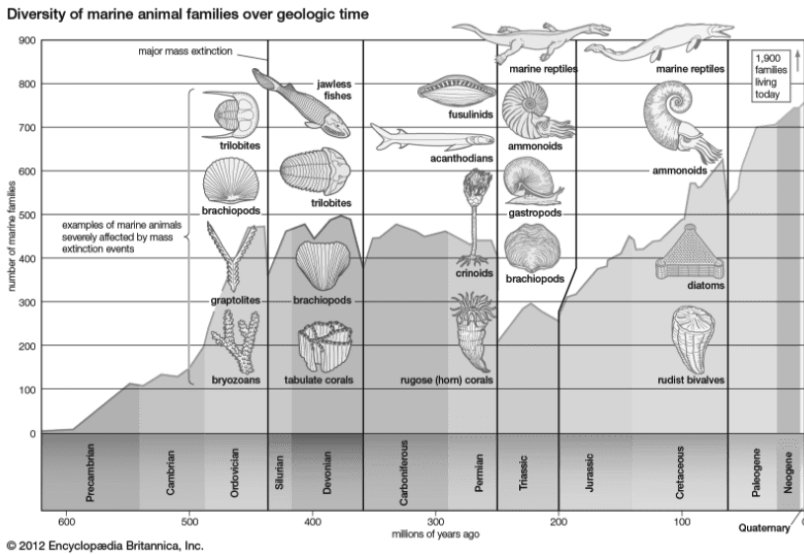 Diversity of marine animal families over geologic time
900
800
700
600
500
400
300
200
100
0
number of marine families
major mass extinction
examples of marine animals
severely affected by mass
extinction events
trilobites
brachiopods
graptolites
bryozoans
jawless
fishes
trilobites
brachiopods
tabulate corals
fusulinids
acanthodians
crinoids
rugose (horn) corals
marine reptiles
ammonoids
gastropods
brachiopods
marine reptiles
ammonoids
diatoms
rudist bivalves
1,900
families
living
today
Precambrian
Cambrian
Ordovician
Silurian
Devonian
Carboniferous
Permian
Triassic
Jurassic
Cretaceous
Paleogene
Neogene
Quaternary
600
500
400
300
200
100
0
millions of years ago
© 2012 Encyclopædia Britannica, Inc.